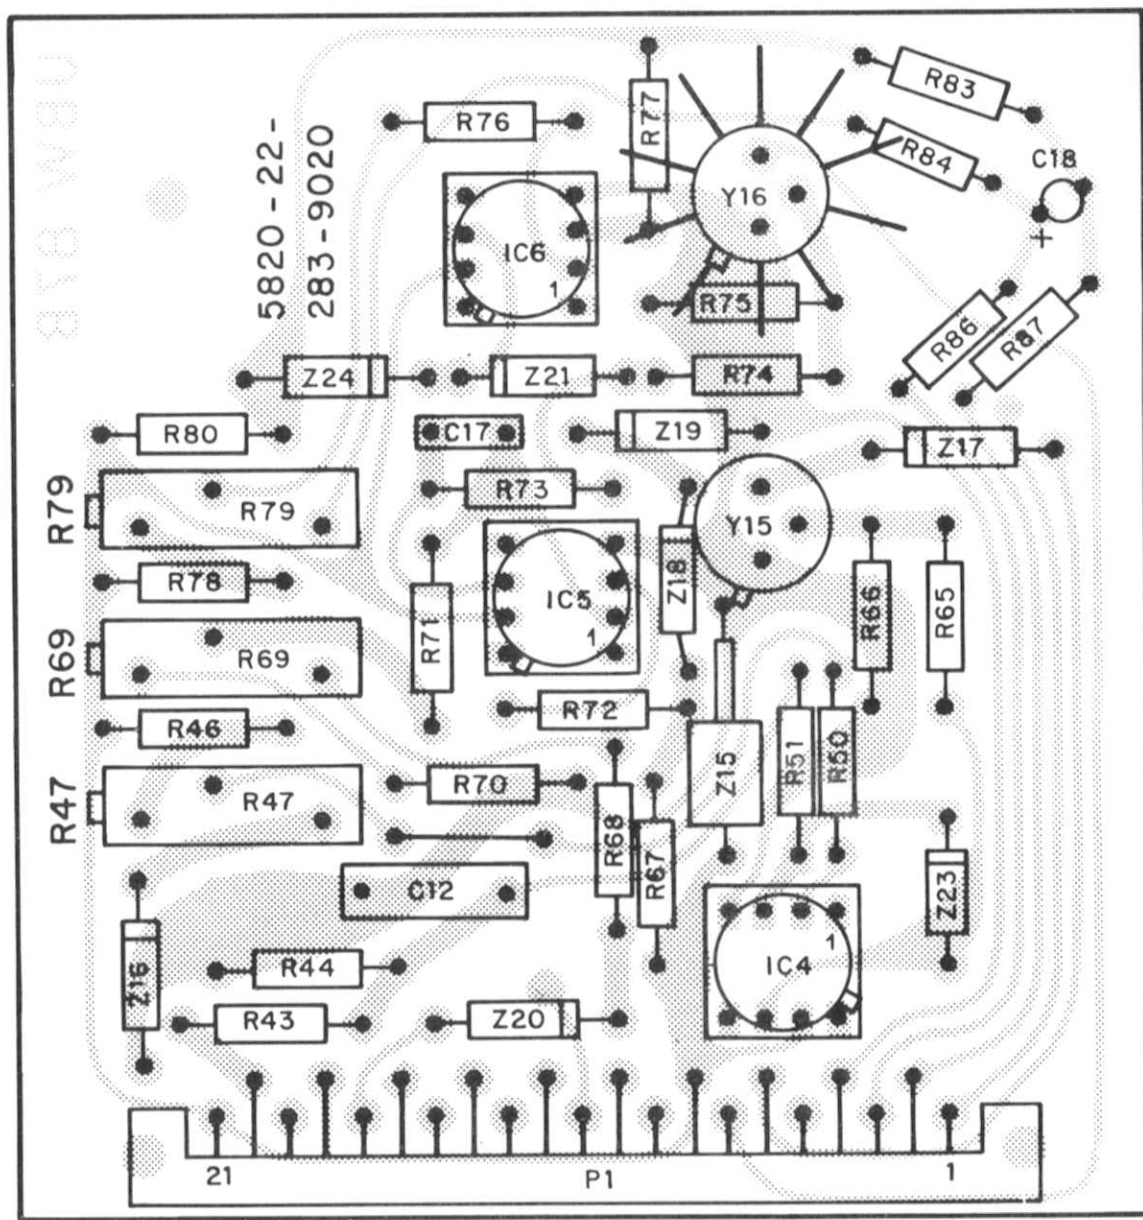 R83
R77
R76
R84
C18
Y16
+
IC6
1
5820-22-
283-9020
R75
R86
R87
Z24
Z21
R74
C17
Z19
R80
Z17
R73
R79
R79
Y15
Z18
IC5
1
R78
R66
R65
R71
R69
R69
R72
R46
Z15
R51
R50
R70
R47
R47
R68
R67
C12
Z23
1
IC4
R44
Z16
R43
Z20
21
P1
1